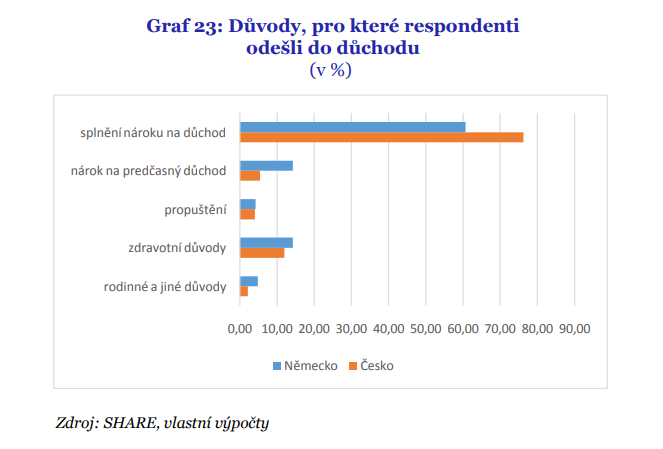 Graf 23: Důvody, pro které respondenti
odešli do důchodu
(v %)
splnění nároku na důchod
nárok na predčasný důchod
propuštění
zdravotní důvody
rodinné a jiné důvody
0,00 10,00 20,00 30,00 40,00 50,00 60,00 70,00 80,00 90,00
Německo Česko
Zdroj: SHARE, vlastní výpočty